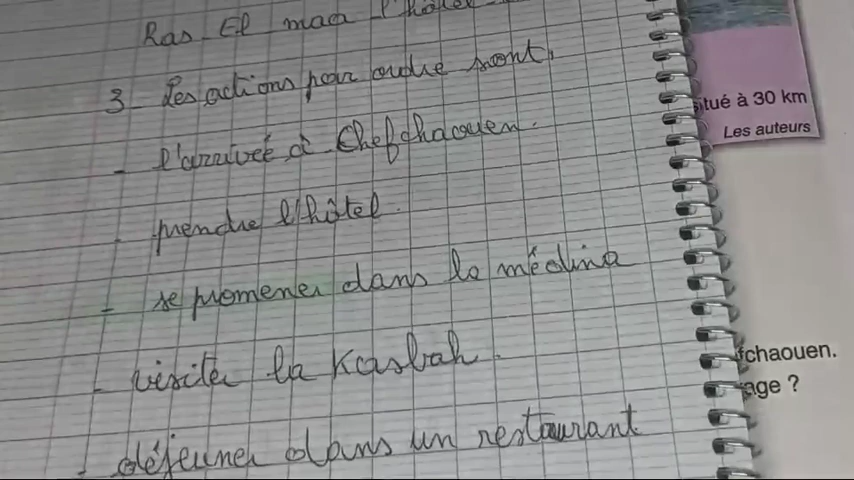 Ras El maa l'hôtel
3 - Les actions par ordre sont,
- l'arrivée à Chefchaouen.
- prendre l'hôtel.
- se promener dans la médina
- visiter la Kasbah.
- déjeuner dans un restaurant
situé à 30 km
Les auteurs
fchaouen.
age ?